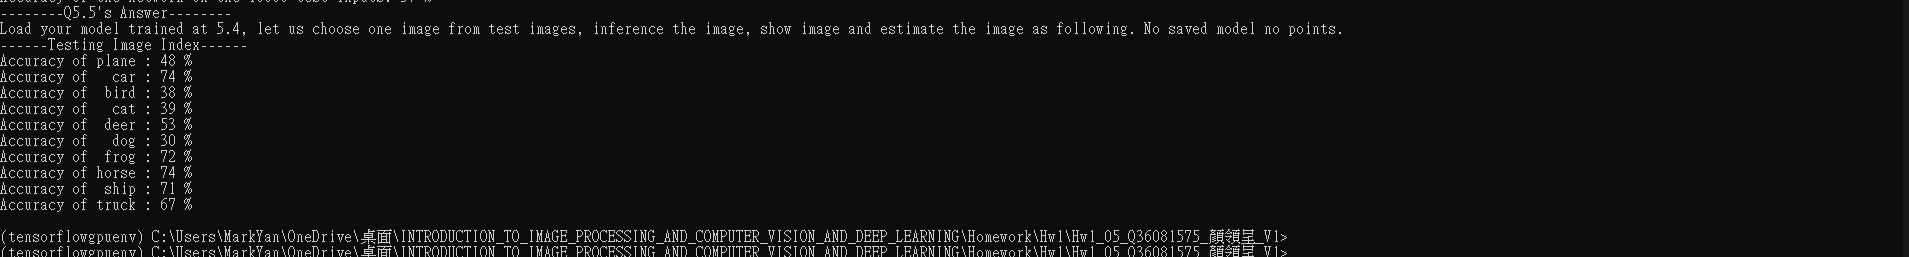 --------Q5.5's Answer--------
Load your model trained at 5.4, let us choose one image from test images, inference the image, show image and estimate the image as following. No saved model no points.
------Testing Image Index------
Accuracy of plane : 48 %
Accuracy of   car : 74 %
Accuracy of  bird : 38 %
Accuracy of   cat : 39 %
Accuracy of  deer : 53 %
Accuracy of   dog : 30 %
Accuracy of  frog : 72 %
Accuracy of horse : 74 %
Accuracy of  ship : 71 %
Accuracy of truck : 67 %
(tensorflowgpuenv) C:\Users\MarkYan\OneDrive\桌面\INTRODUCTION_TO_IMAGE_PROCESSING_AND_COMPUTER_VISION_AND_DEEP_LEARNING\Homework\Hw1\Hw1_05_Q36081575_顏領呈_V1>
(tensorflowgpuenv) C:\Users\MarkYan\OneDrive\桌面\INTRODUCTION_TO_IMAGE_PROCESSING_AND_COMPUTER_VISION_AND_DEEP_LEARNING\Homework\Hw1\Hw1_05_Q36081575_顏領呈_V1>